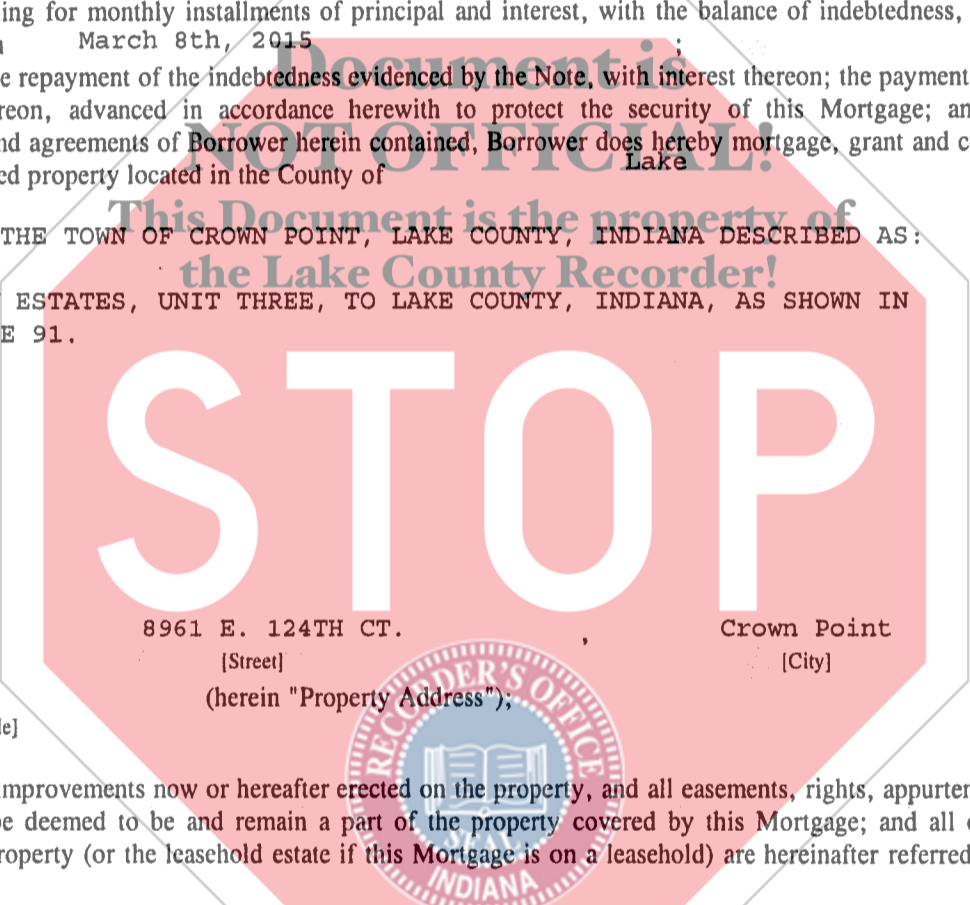 ing for monthly installments of principal and interest, with the balance of indebtedness,
March 8th, 2015 ;
Document is
e repayment of the indebtedness evidenced by the Note, with interest thereon; the payment
reon, advanced in accordance herewith to protect the security of this Mortgage; an
NOT OFFICIAL!
nd agreements of Borrower herein contained, Borrower does hereby mortgage, grant and c
ed property located in the County of Lake
This Document is the property of
THE TOWN OF CROWN POINT, LAKE COUNTY, INDIANA DESCRIBED AS:
the Lake County Recorder!
ESTATES, UNIT THREE, TO LAKE COUNTY, INDIANA, AS SHOWN IN
E 91.
STOP
8961 E. 124TH CT. , Crown Point
[Street] [City]
(herein "Property Address");
le]
RECORDER'S OFFICE
improvements now or hereafter erected on the property, and all easements, rights, appurten
be deemed to be and remain a part of the property covered by this Mortgage; and all
SEAL
roperty (or the leasehold estate if this Mortgage is on a leasehold) are hereinafter referred
INDIANA